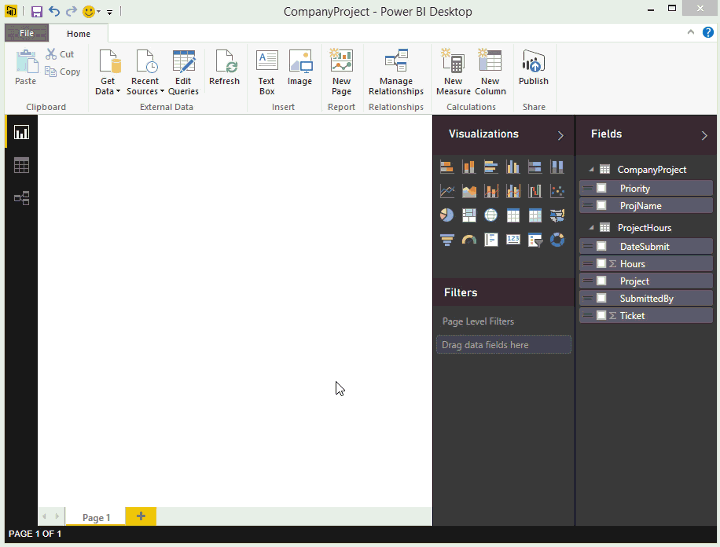 CompanyProject - Power BI Desktop
File Home
Paste Cut Copy
Get Data Recent Sources Edit Queries Refresh Text Box Image New Page Manage Relationships New Measure New Column Publish
Clipboard External Data Insert Report Relationships Calculations Share
Visualizations
Fields
CompanyProject
Priority
ProjName
ProjectHours
DateSubmit
Σ Hours
Project
SubmittedBy
Σ Ticket
Filters
Page Level Filters
Drag data fields here
Page 1
PAGE 1 OF 1